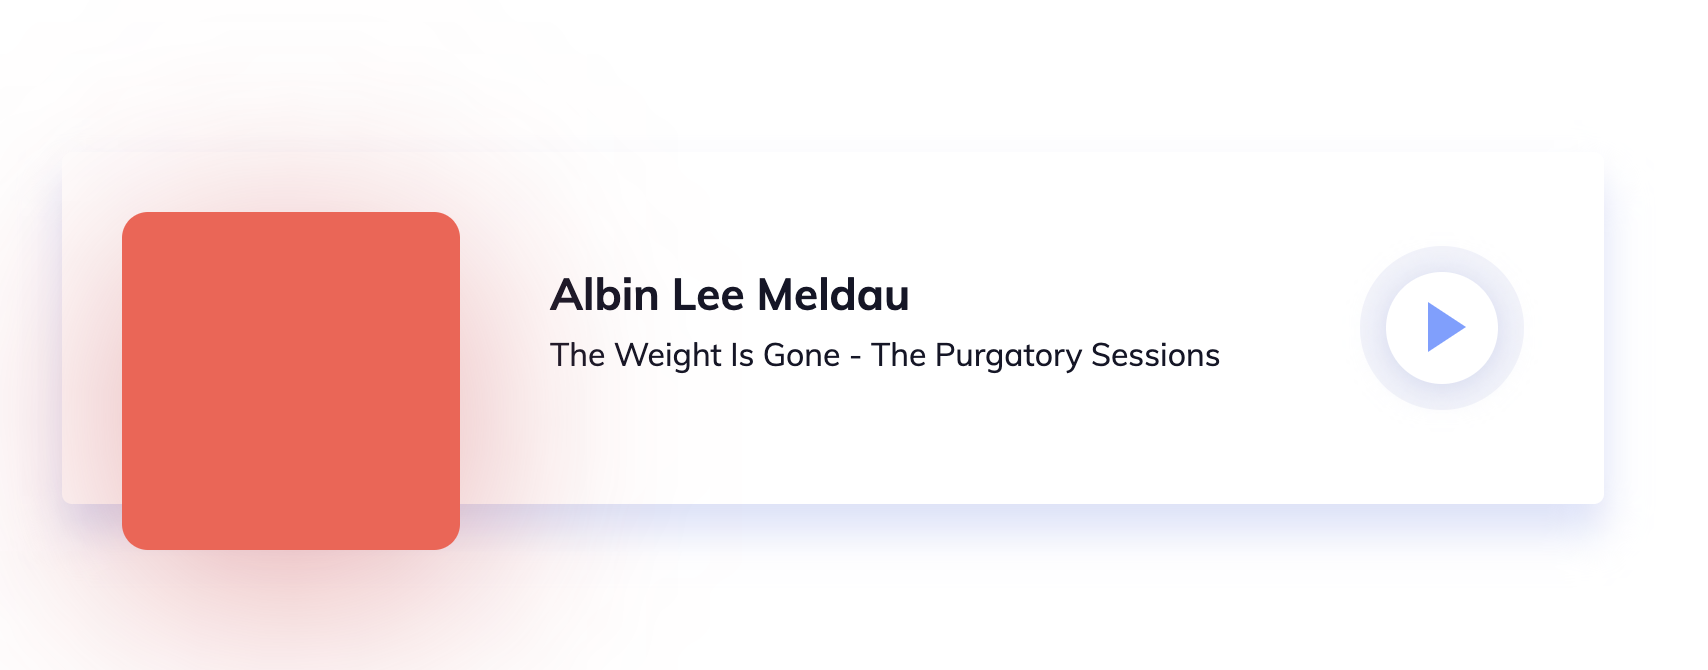 Albin Lee Meldau
The Weight Is Gone - The Purgatory Sessions